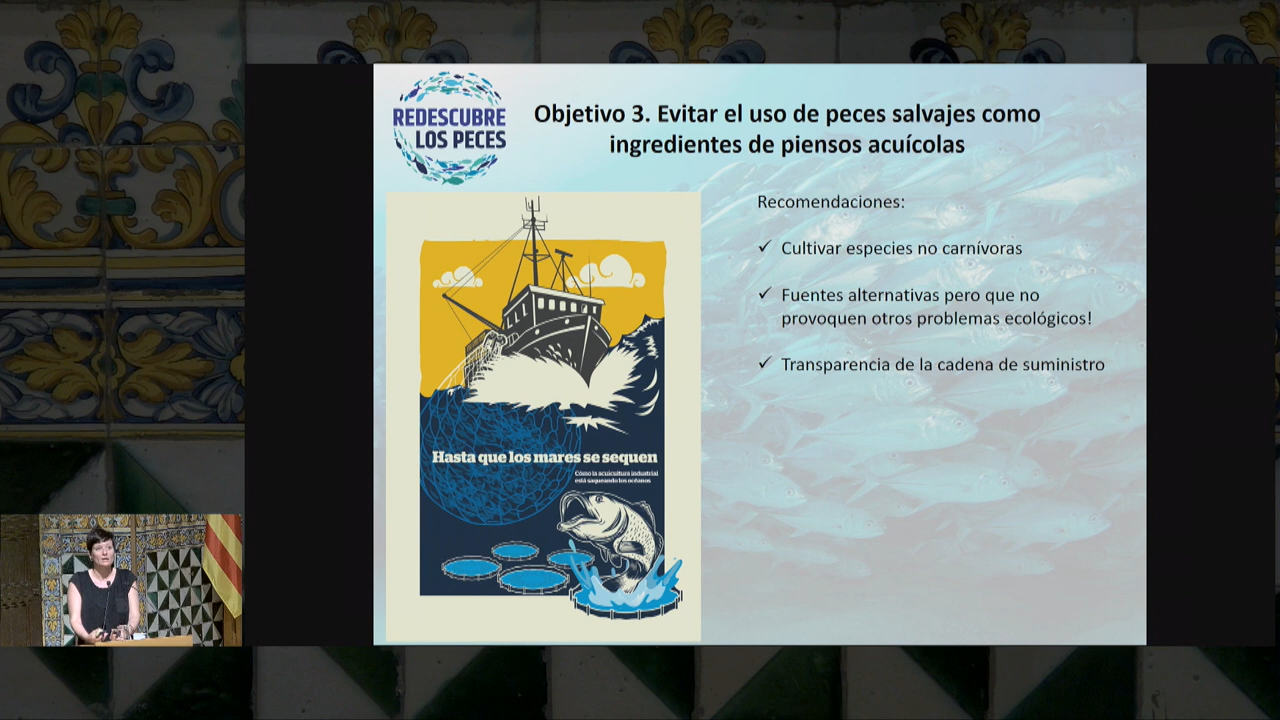 REDESCUBRE
LOS PECES
Objetivo 3. Evitar el uso de peces salvajes como
ingredientes de piensos acuícolas
Recomendaciones:
✓ Cultivar especies no carnívoras
✓ Fuentes alternativas pero que no
provoquen otros problemas ecológicos!
✓ Transparencia de la cadena de suministro
Hasta que los mares se sequen
Cómo la acuicultura industrial
está saqueando los océanos